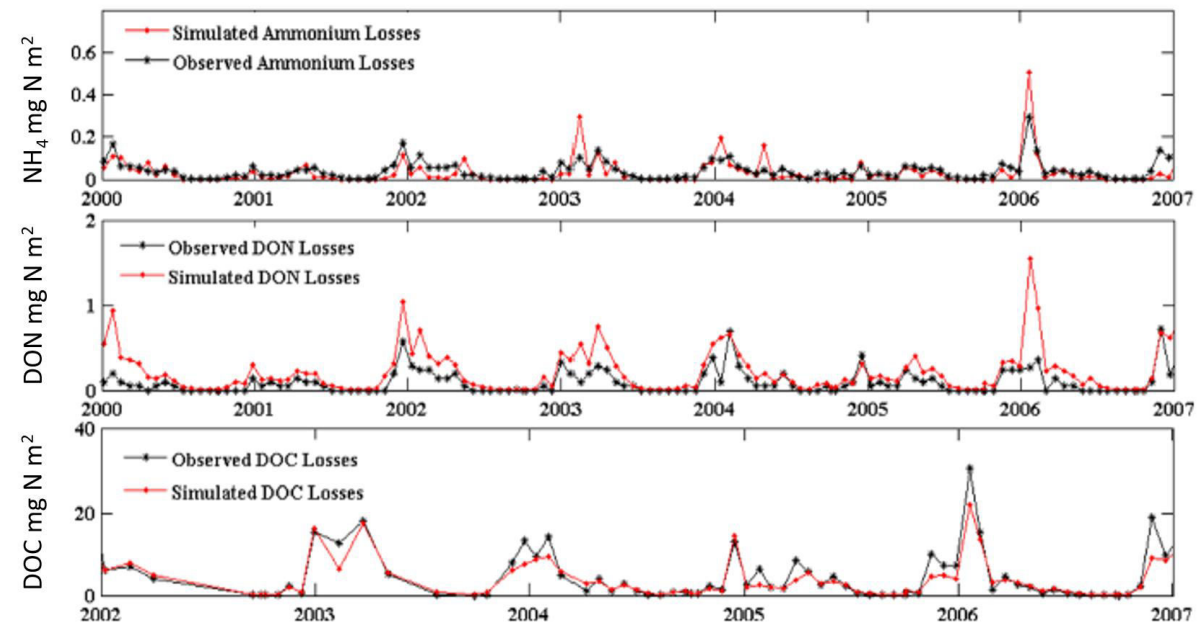 NH₄ mg N m²
0.6
0.4
0.2
0
Simulated Ammonium Losses
Observed Ammonium Losses
2000 2001 2002 2003 2004 2005 2006 2007
DON mg N m²
2
1
0
Observed DON Losses
Simulated DON Losses
2000 2001 2002 2003 2004 2005 2006 2007
DOC mg N m²
40
20
0
Observed DOC Losses
Simulated DOC Losses
2002 2003 2004 2005 2006 2007